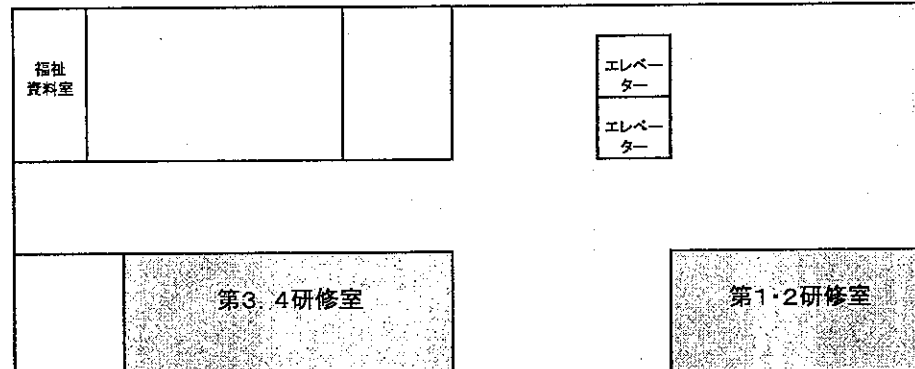 福祉
資料室
エレベー
ター
エレベー
ター
第3.4研修室
第1・2研修室